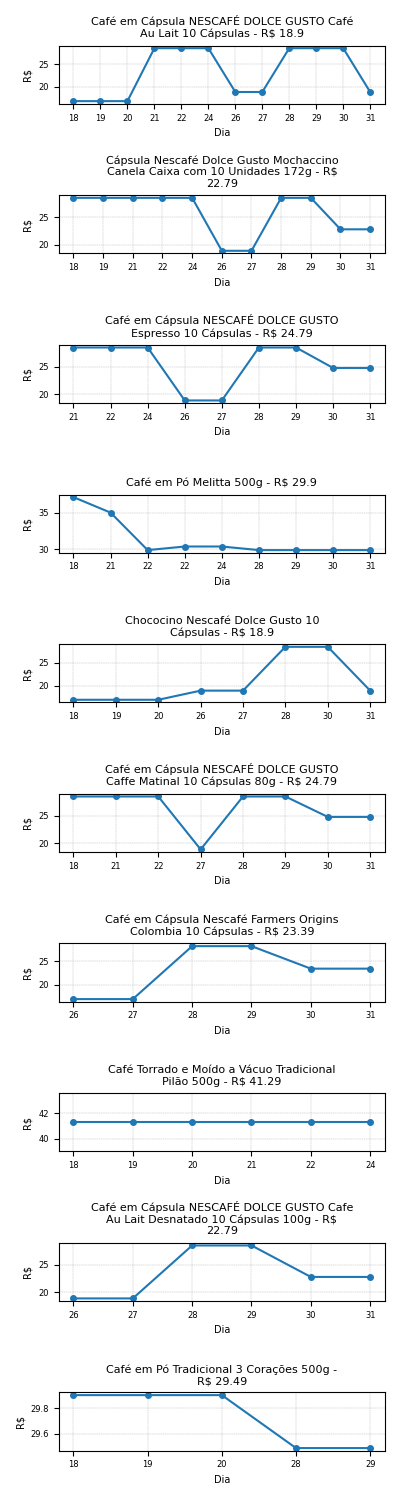 Café em Cápsula NESCAFÉ DOLCE GUSTO Café
Au Lait 10 Cápsulas - R$ 18.9
R$
25
20
18 19 20 21 22 24 26 27 28 29 30 31
Dia
Cápsula Nescafé Dolce Gusto Mochaccino
Canela Caixa com 10 Unidades 172g - R$
22.79
R$
25
20
18 19 21 22 22 24 26 27 28 29 30 31
Dia
Café em Cápsula NESCAFÉ DOLCE GUSTO
Espresso 10 Cápsulas - R$ 24.79
R$
25
20
21 22 24 26 27 28 29 30 31
Dia
Café em Pó Melitta 500g - R$ 29.9
R$
35
30
18 21 22 22 24 28 29 30 31
Dia
Chococino Nescafé Dolce Gusto 10
Cápsulas - R$ 18.9
R$
25
20
18 19 20 26 27 28 30 31
Dia
Café em Cápsula NESCAFÉ DOLCE GUSTO
Caffe Matinal 10 Cápsulas 80g - R$ 24.79
R$
25
20
18 21 22 27 28 29 30 31
Dia
Café em Cápsula Nescafé Farmers Origins
Colombia 10 Cápsulas - R$ 23.39
R$
25
20
26 27 28 29 30 31
Dia
Café Torrado e Moído a Vácuo Tradicional
Pilão 500g - R$ 41.29
R$
42
40
18 19 20 21 22 24
Dia
Café em Cápsula NESCAFÉ DOLCE GUSTO Cafe
Au Lait Desnatado 10 Cápsulas 100g - R$
22.79
R$
25
20
26 27 28 29 30 31
Dia
Café em Pó Tradicional 3 Corações 500g -
R$ 29.49
R$
29.8
29.6
18 19 20 28 29
Dia